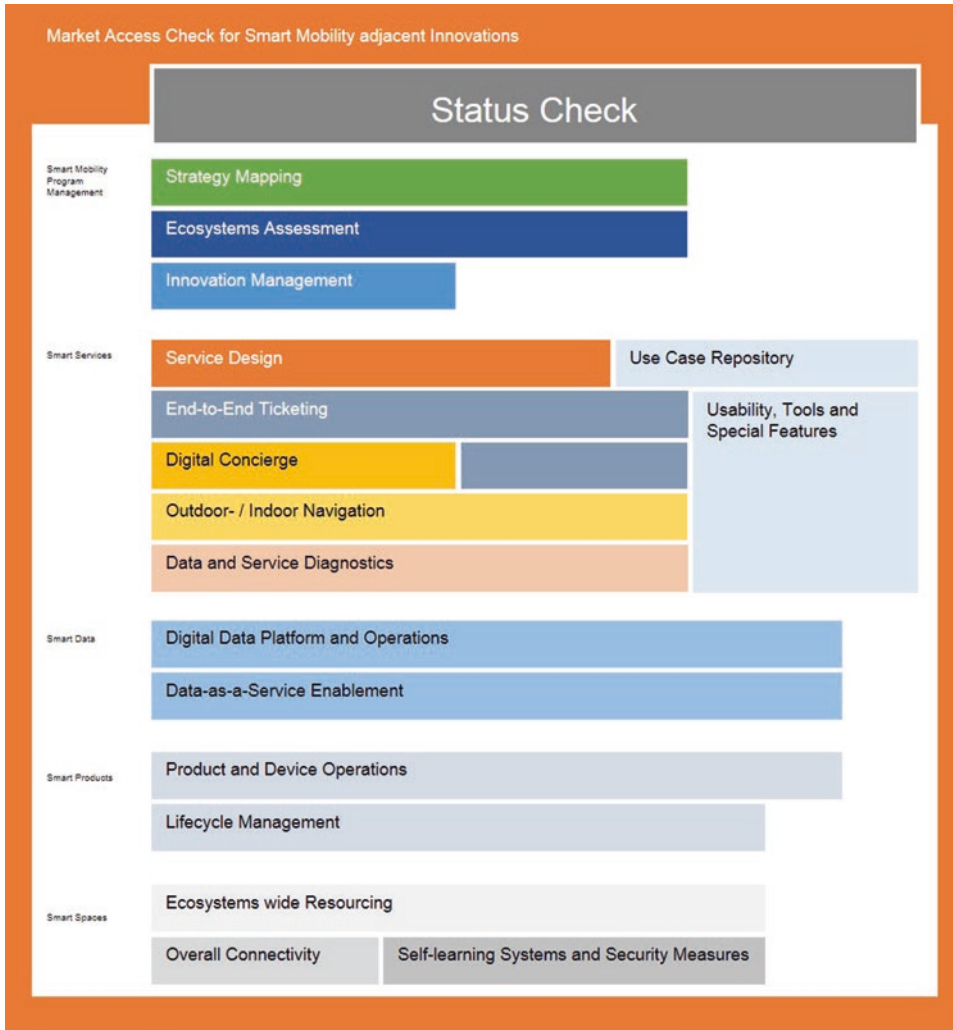 Market Access Check for Smart Mobility adjacent Innovations
Status Check
Smart Mobility
Program
Management
Strategy Mapping
Ecosystems Assessment
Innovation Management
Smart Services
Service Design
Use Case Repository
End-to-End Ticketing
Usability, Tools and
Special Features
Digital Concierge
Outdoor- / Indoor Navigation
Data and Service Diagnostics
Smart Data
Digital Data Platform and Operations
Data-as-a-Service Enablement
Smart Products
Product and Device Operations
Lifecycle Management
Smart Spaces
Ecosystems wide Resourcing
Overall Connectivity
Self-learning Systems and Security Measures